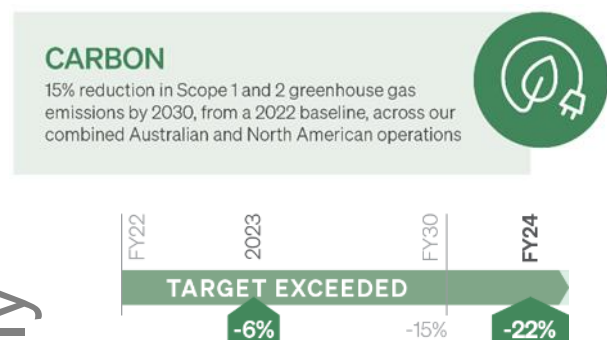 CARBON
15% reduction in Scope 1 and 2 greenhouse gas
emissions by 2030, from a 2022 baseline, across our
combined Australian and North American operations
FY22
2023
FY30
FY24
TARGET EXCEEDED
-6%
-15%
-22%